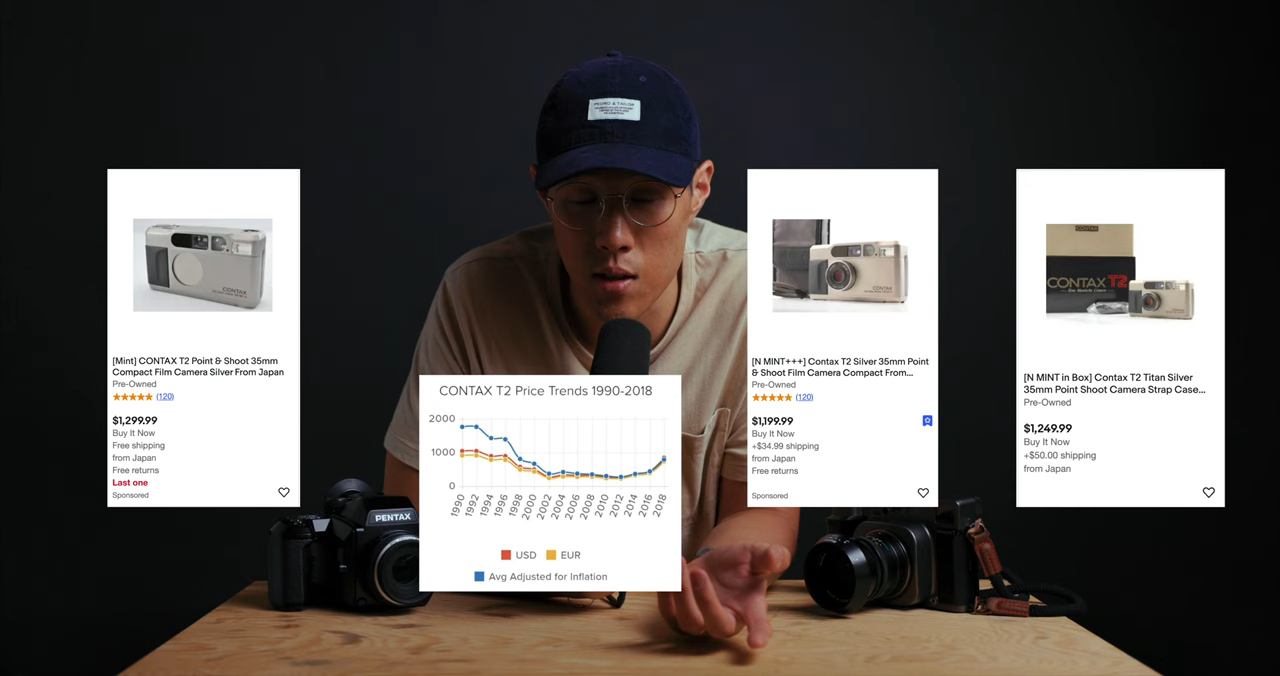 PEDRO & TAILOR
CONTAX
[Mint] CONTAX T2 Point & Shoot 35mm
Compact Film Camera Silver From Japan
Pre-Owned
(120)
$1,299.99
Buy It Now
Free shipping
from Japan
Free returns
Last one
Sponsored
PENTAX
CONTAX T2 Price Trends 1990-2018
2000
1000
0
1990 1992 1994 1996 1998 2000 2002 2004 2006 2008 2010 2012 2014 2016 2018
USD EUR
Avg Adjusted for Inflation
CONTAX
[N MINT+++] Contax T2 Silver 35mm Point
& Shoot Film Camera Compact From...
Pre-Owned
(120)
$1,199.99
Buy It Now
+$34.99 shipping
from Japan
Free returns
Sponsored
CONTAX
CONTAX T2
[N MINT in Box] Contax T2 Titan Silver
35mm Point Shoot Camera Strap Case...
Pre-Owned
$1,249.99
Buy It Now
+$50.00 shipping
from Japan